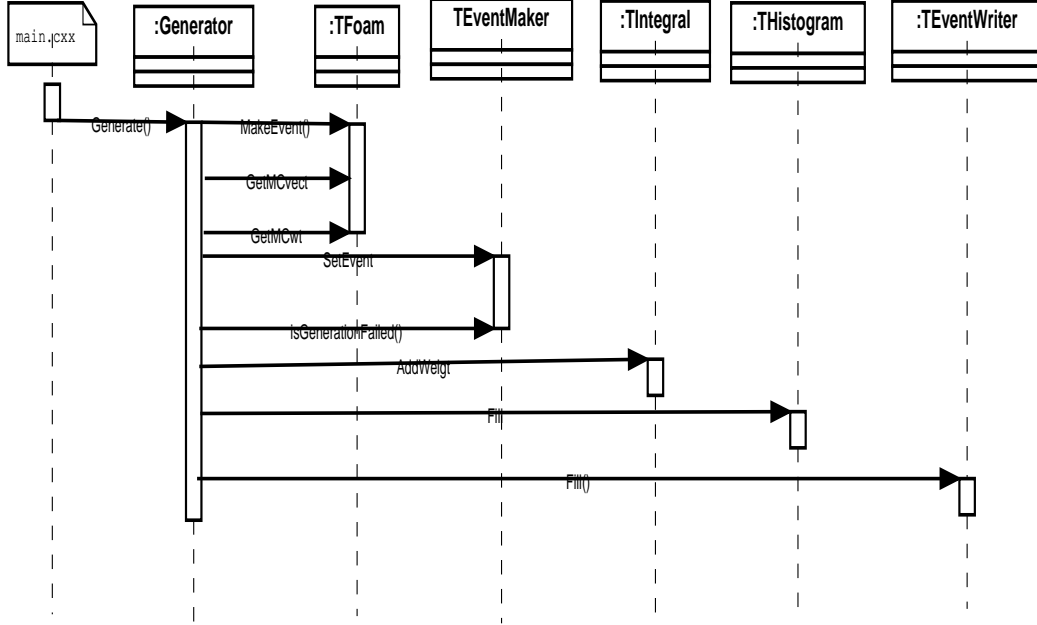 main.cxx
:Generator
:TFoam
TEventMaker
:TIntegral
:THistogram
:TEventWriter
Generate()
MakeEvent()
GetMCvect
GetMCwt
SetEvent
isGenerationFailed()
AddWeigt
Fill
Fill()